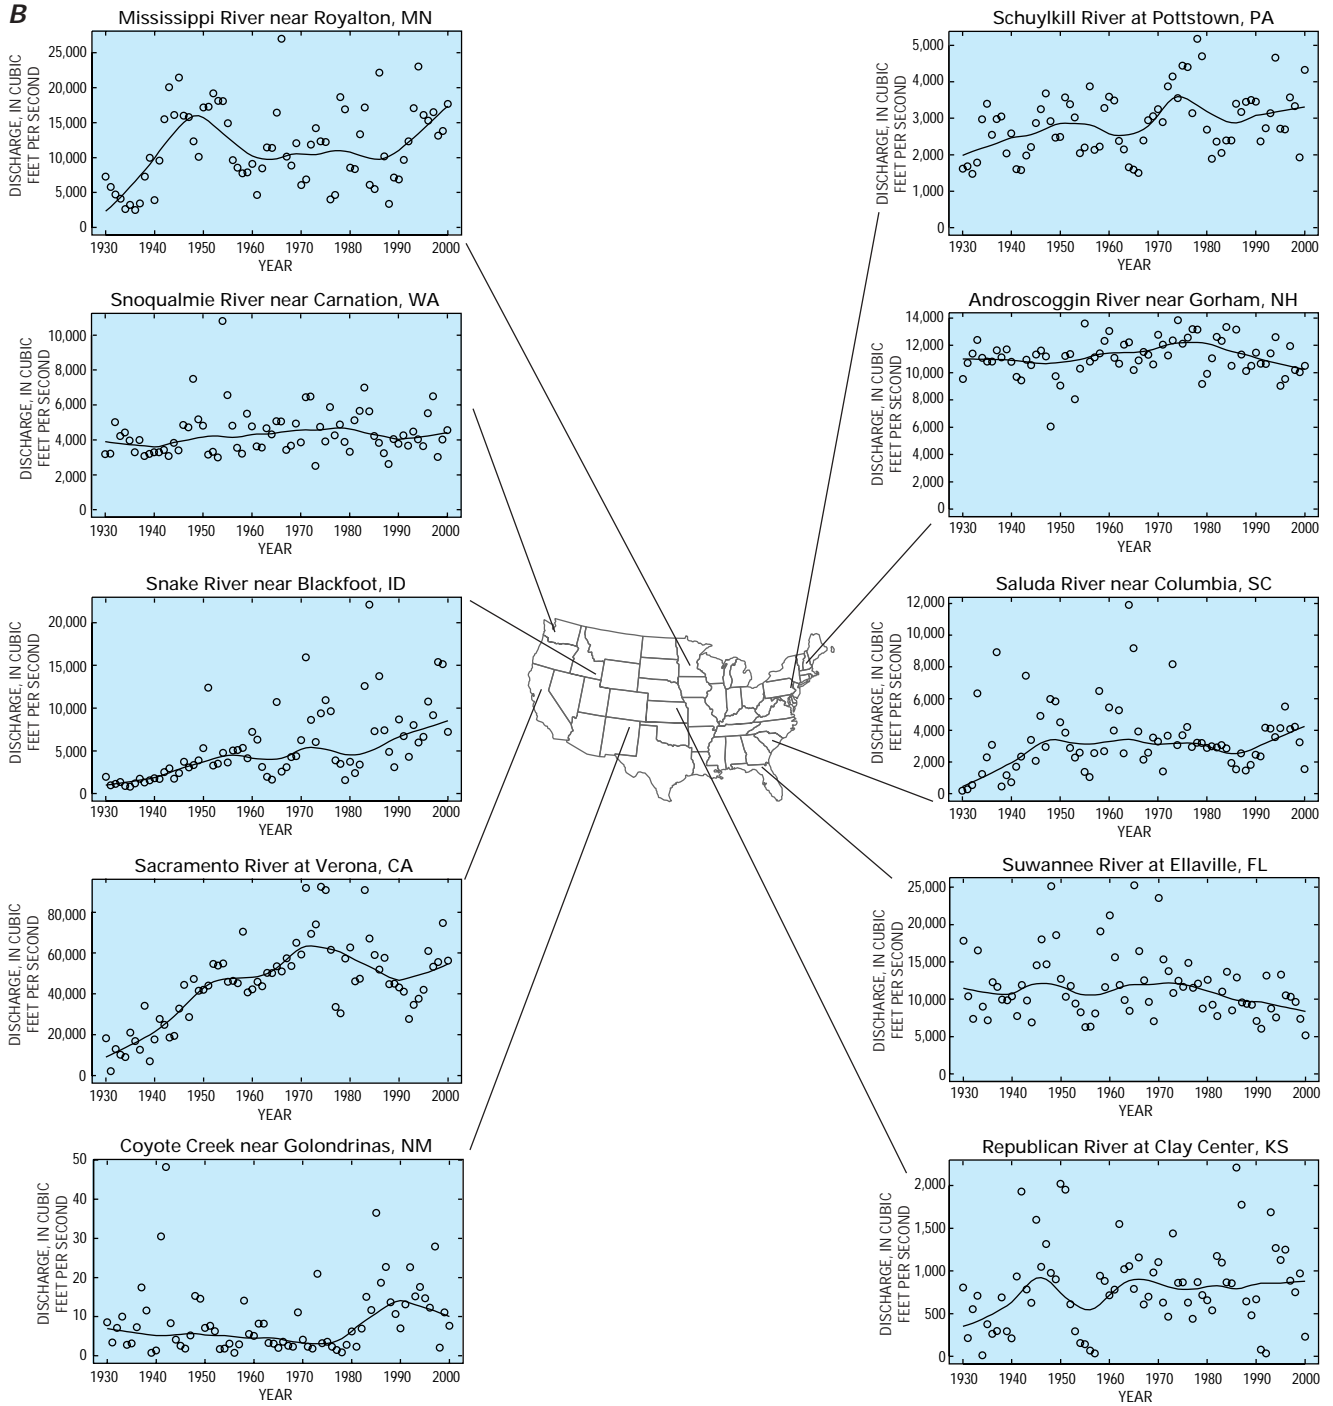 B
Mississippi River near Royalton, MN
DISCHARGE, IN CUBIC
FEET PER SECOND
25,000
20,000
15,000
10,000
5,000
0
1930 1940 1950 1960 1970 1980 1990 2000
YEAR
Snoqualmie River near Carnation, WA
DISCHARGE, IN CUBIC
FEET PER SECOND
10,000
8,000
6,000
4,000
2,000
0
1930 1940 1950 1960 1970 1980 1990 2000
YEAR
Snake River near Blackfoot, ID
DISCHARGE, IN CUBIC
FEET PER SECOND
20,000
15,000
10,000
5,000
0
1930 1940 1950 1960 1970 1980 1990 2000
YEAR
Sacramento River at Verona, CA
DISCHARGE, IN CUBIC
FEET PER SECOND
80,000
60,000
40,000
20,000
0
1930 1940 1950 1960 1970 1980 1990 2000
YEAR
Coyote Creek near Golondrinas, NM
DISCHARGE, IN CUBIC
FEET PER SECOND
50
40
30
20
10
0
1930 1940 1950 1960 1970 1980 1990 2000
YEAR
Schuylkill River at Pottstown, PA
DISCHARGE, IN CUBIC
FEET PER SECOND
5,000
4,000
3,000
2,000
1,000
0
1930 1940 1950 1960 1970 1980 1990 2000
YEAR
Androscoggin River near Gorham, NH
DISCHARGE, IN CUBIC
FEET PER SECOND
14,000
12,000
10,000
8,000
6,000
4,000
2,000
0
1930 1940 1950 1960 1970 1980 1990 2000
YEAR
Saluda River near Columbia, SC
DISCHARGE, IN CUBIC
FEET PER SECOND
12,000
10,000
8,000
6,000
4,000
2,000
0
1930 1940 1950 1960 1970 1980 1990 2000
YEAR
Suwannee River at Ellaville, FL
DISCHARGE, IN CUBIC
FEET PER SECOND
25,000
20,000
15,000
10,000
5,000
0
1930 1940 1950 1960 1970 1980 1990 2000
YEAR
Republican River at Clay Center, KS
DISCHARGE, IN CUBIC
FEET PER SECOND
2,000
1,500
1,000
500
0
1930 1940 1950 1960 1970 1980 1990 2000
YEAR